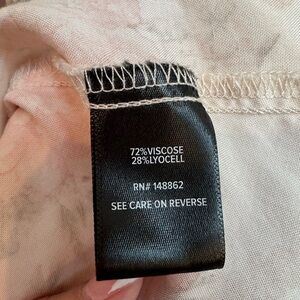 72%VISCOSE
28%LYOCELL
RN# 148862
SEE CARE ON REVERSE